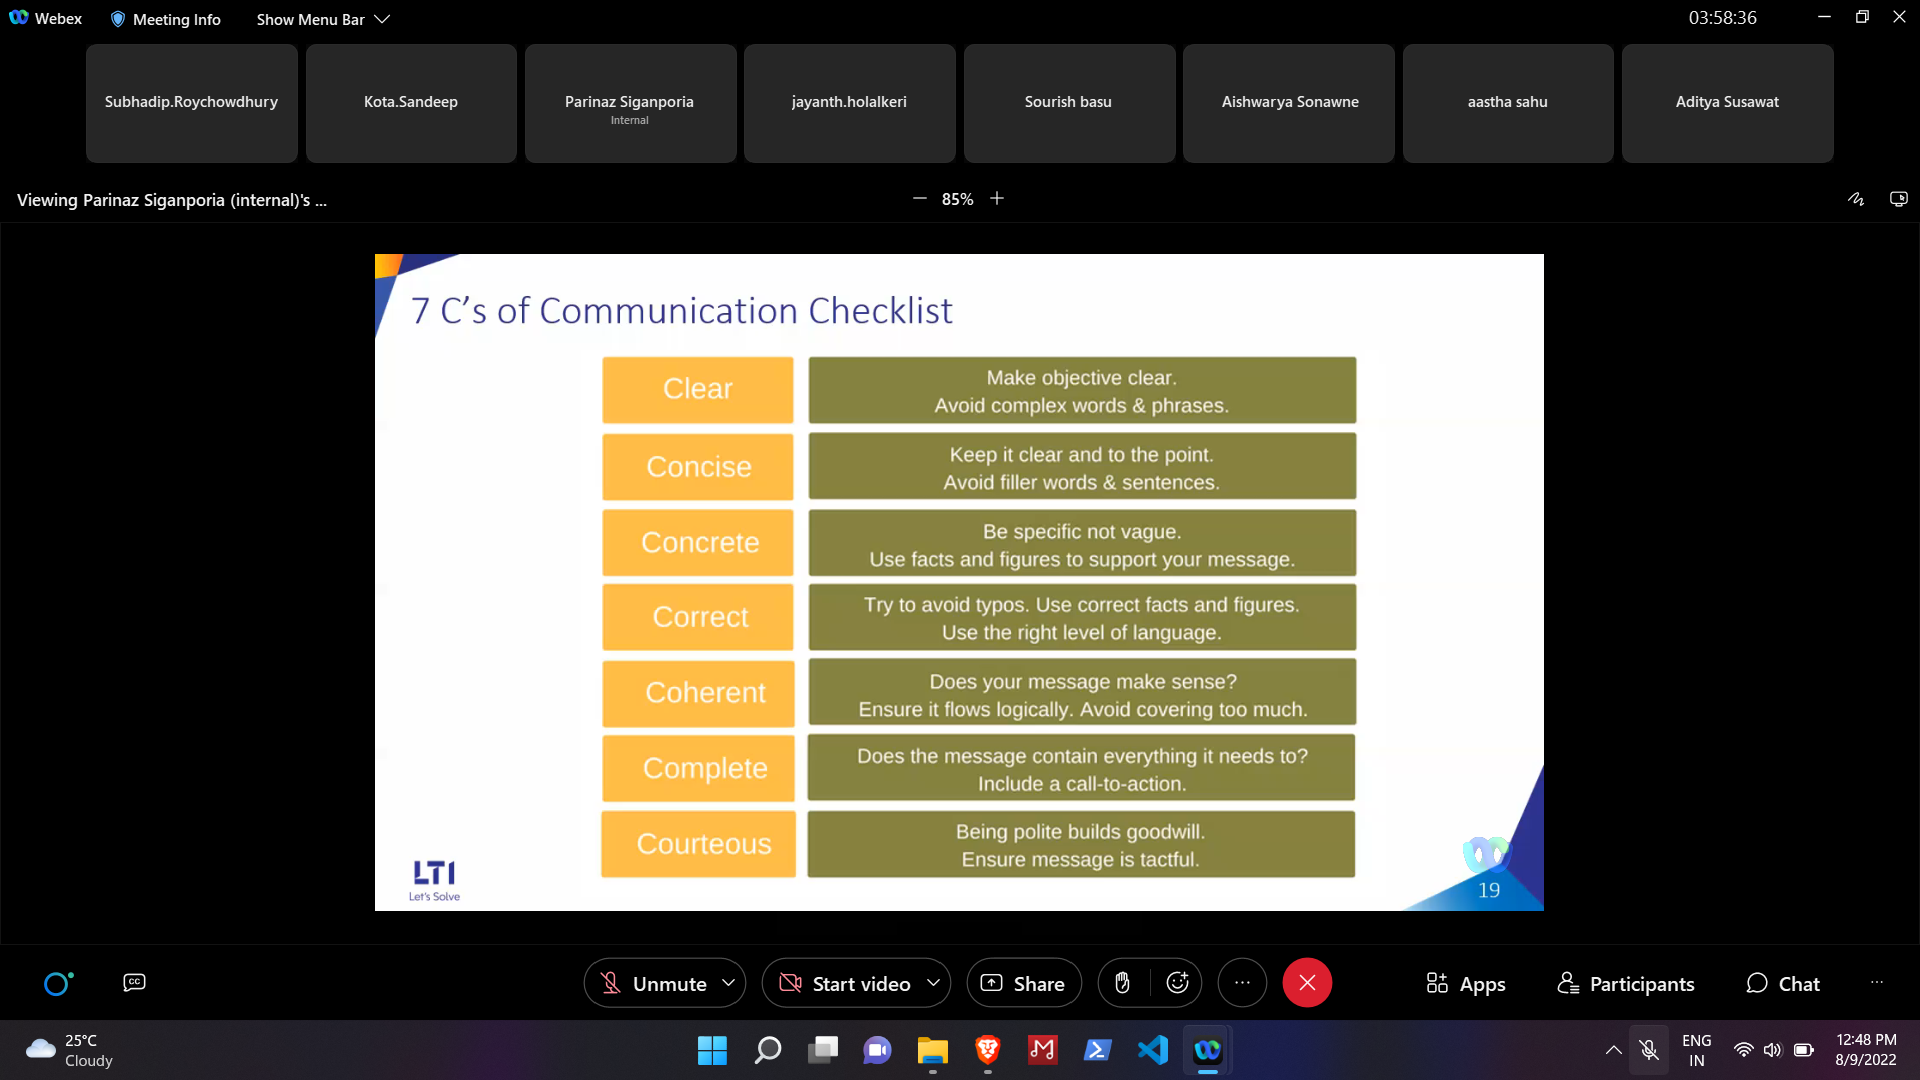 Webex
Meeting Info
Show Menu Bar
03:58:36
Subhadip.Roychowdhury
Kota.Sandeep
Parinaz Siganporia
Internal
jayanth.holalkeri
Sourish basu
Aishwarya Sonawne
aastha sahu
Aditya Susawat
Viewing Parinaz Siganporia (internal)'s ...
85%
7 C’s of Communication Checklist
Clear
Make objective clear.
Avoid complex words & phrases.
Concise
Keep it clear and to the point.
Avoid filler words & sentences.
Concrete
Be specific not vague.
Use facts and figures to support your message.
Correct
Try to avoid typos. Use correct facts and figures.
Use the right level of language.
Coherent
Does your message make sense?
Ensure it flows logically. Avoid covering too much.
Complete
Does the message contain everything it needs to?
Include a call-to-action.
Courteous
Being polite builds goodwill.
Ensure message is tactful.
LTI
Let's Solve
19
CC
Unmute
Start video
Share
Apps
Participants
Chat
25°C
Cloudy
ENG
IN
12:48 PM
8/9/2022